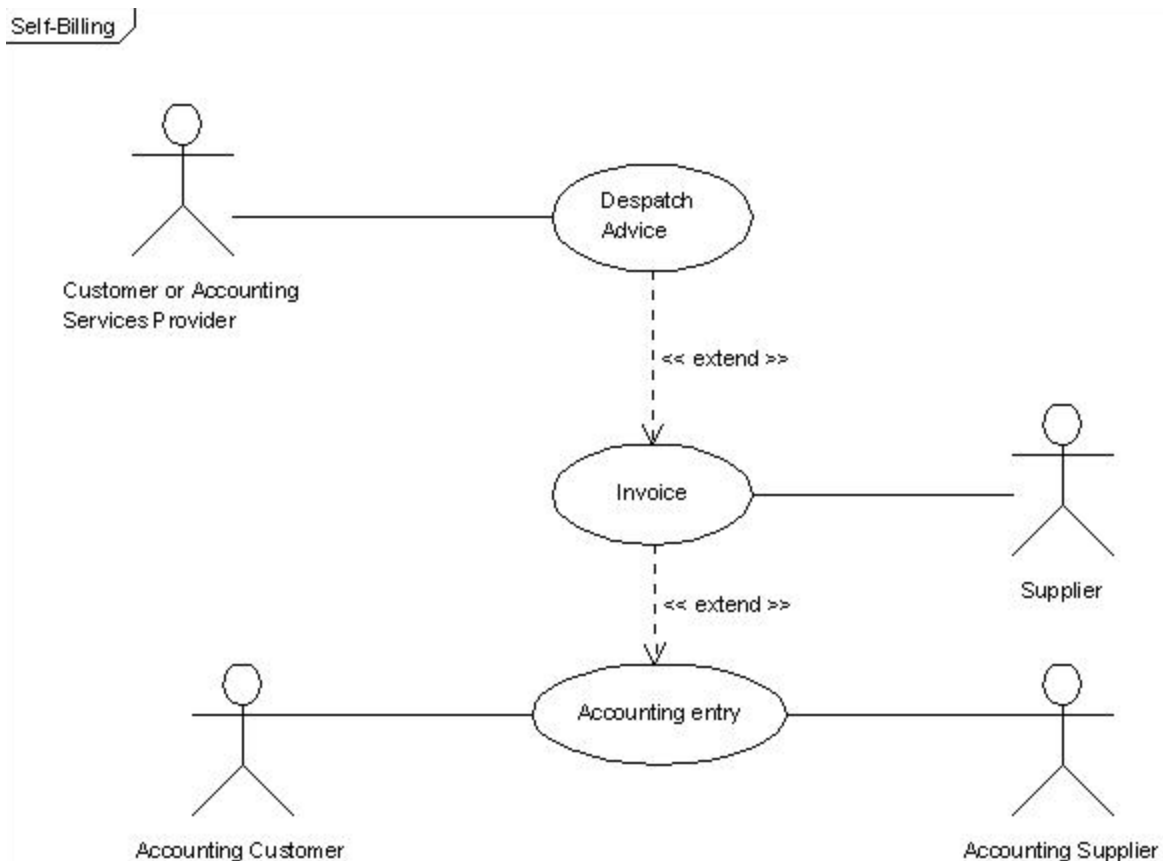 Self-Billing
Despatch
Advice
Customer or Accounting
Services Provider
<< extend >>
Invoice
Supplier
<< extend >>
Accounting entry
Accounting Customer
Accounting Supplier